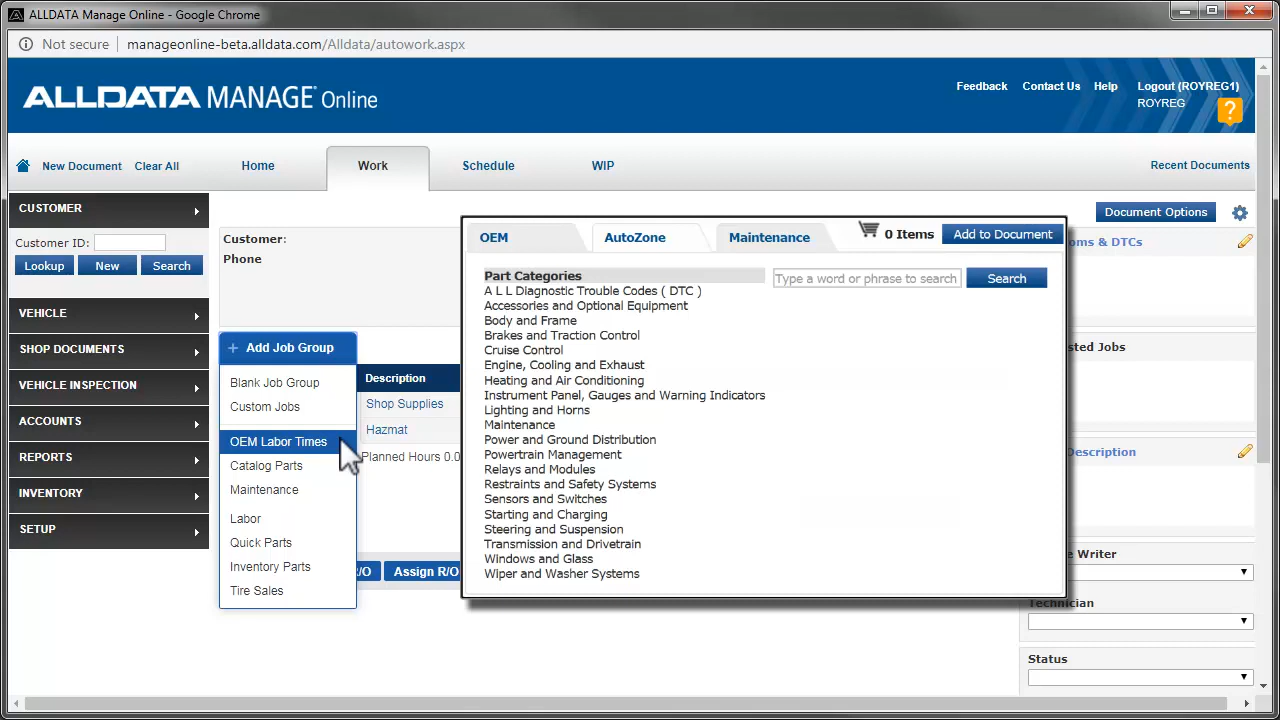 ALLDATA Manage Online - Google Chrome
Not secure manageonline-beta.alldata.com/Alldata/autowork.aspx
ALLDATA MANAGE® Online
Feedback Contact Us Help Logout (ROYREG1)
ROYREG
?
New Document Clear All Home Work Schedule WIP Recent Documents
CUSTOMER
Customer ID:
Lookup New Search
VEHICLE
SHOP DOCUMENTS
VEHICLE INSPECTION
ACCOUNTS
REPORTS
INVENTORY
SETUP
Customer:
Phone
+ Add Job Group
Blank Job Group
Custom Jobs
OEM Labor Times
Catalog Parts
Maintenance
Labor
Quick Parts
Inventory Parts
Tire Sales
Description
Shop Supplies
Hazmat
Planned Hours 0.0
/O Assign R/O
OEM AutoZone Maintenance 0 Items Add to Document
Part Categories
A L L Diagnostic Trouble Codes ( DTC )
Accessories and Optional Equipment
Body and Frame
Brakes and Traction Control
Cruise Control
Engine, Cooling and Exhaust
Heating and Air Conditioning
Instrument Panel, Gauges and Warning Indicators
Lighting and Horns
Maintenance
Power and Ground Distribution
Powertrain Management
Relays and Modules
Restraints and Safety Systems
Sensors and Switches
Starting and Charging
Steering and Suspension
Transmission and Drivetrain
Windows and Glass
Wiper and Washer Systems
Type a word or phrase to search Search
Document Options
oms & DTCs
sted Jobs
Description
e Writer
Technician
Status